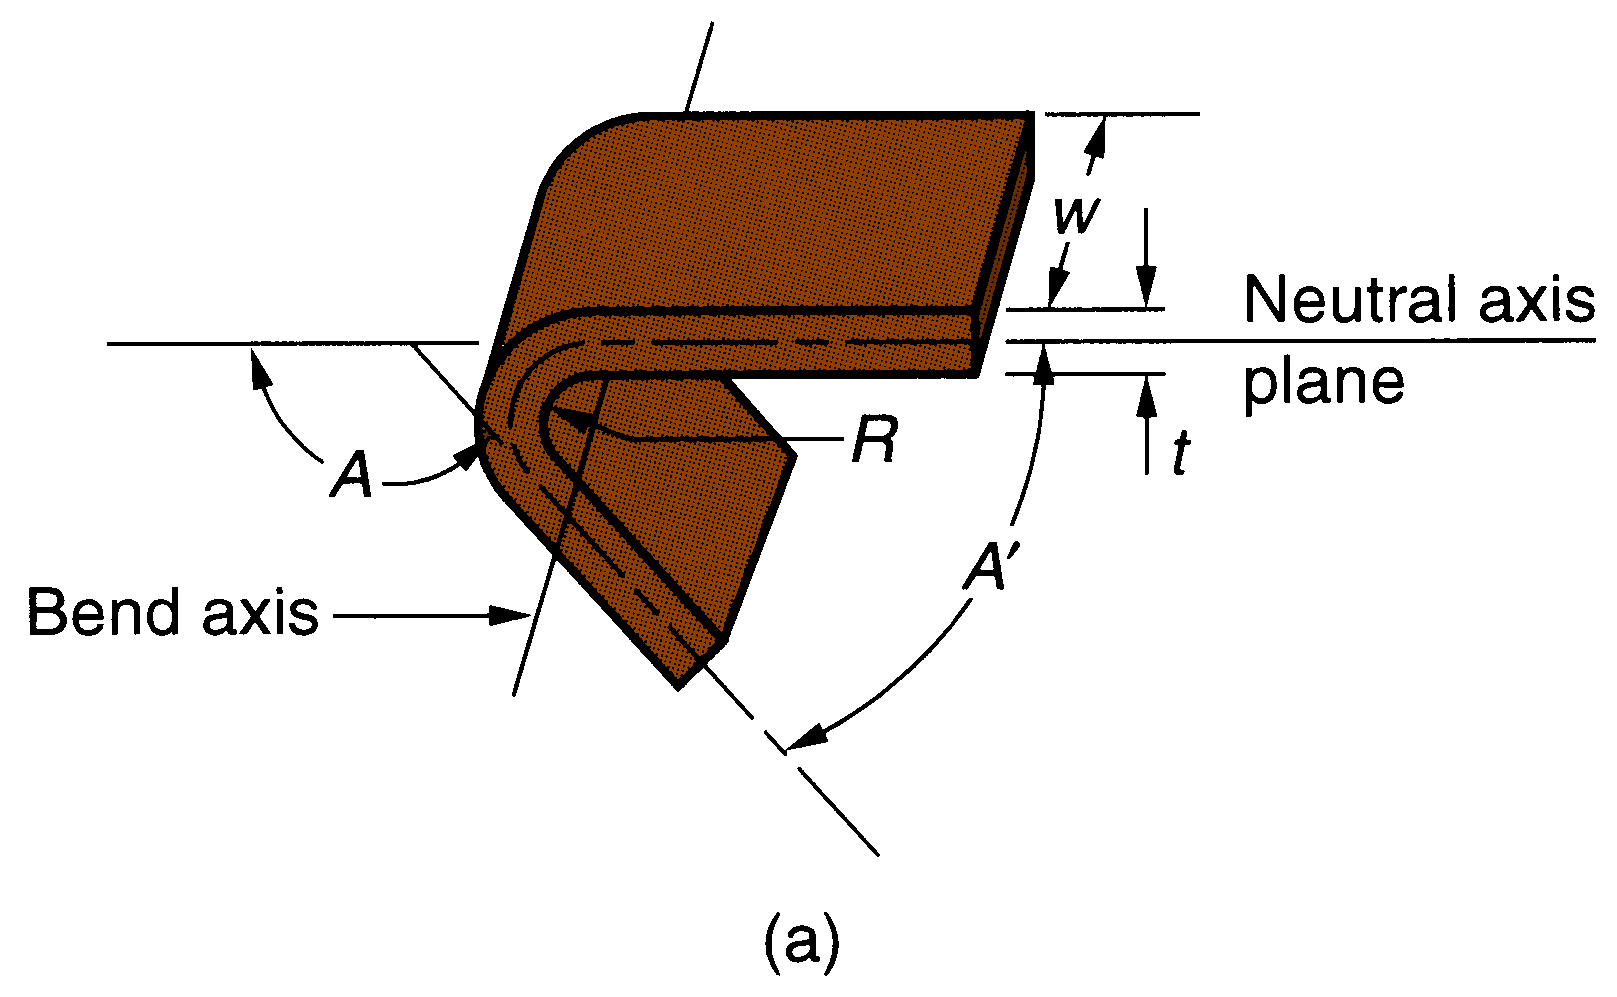 w
Neutral axis
plane
R
t
A
A′
Bend axis
(a)